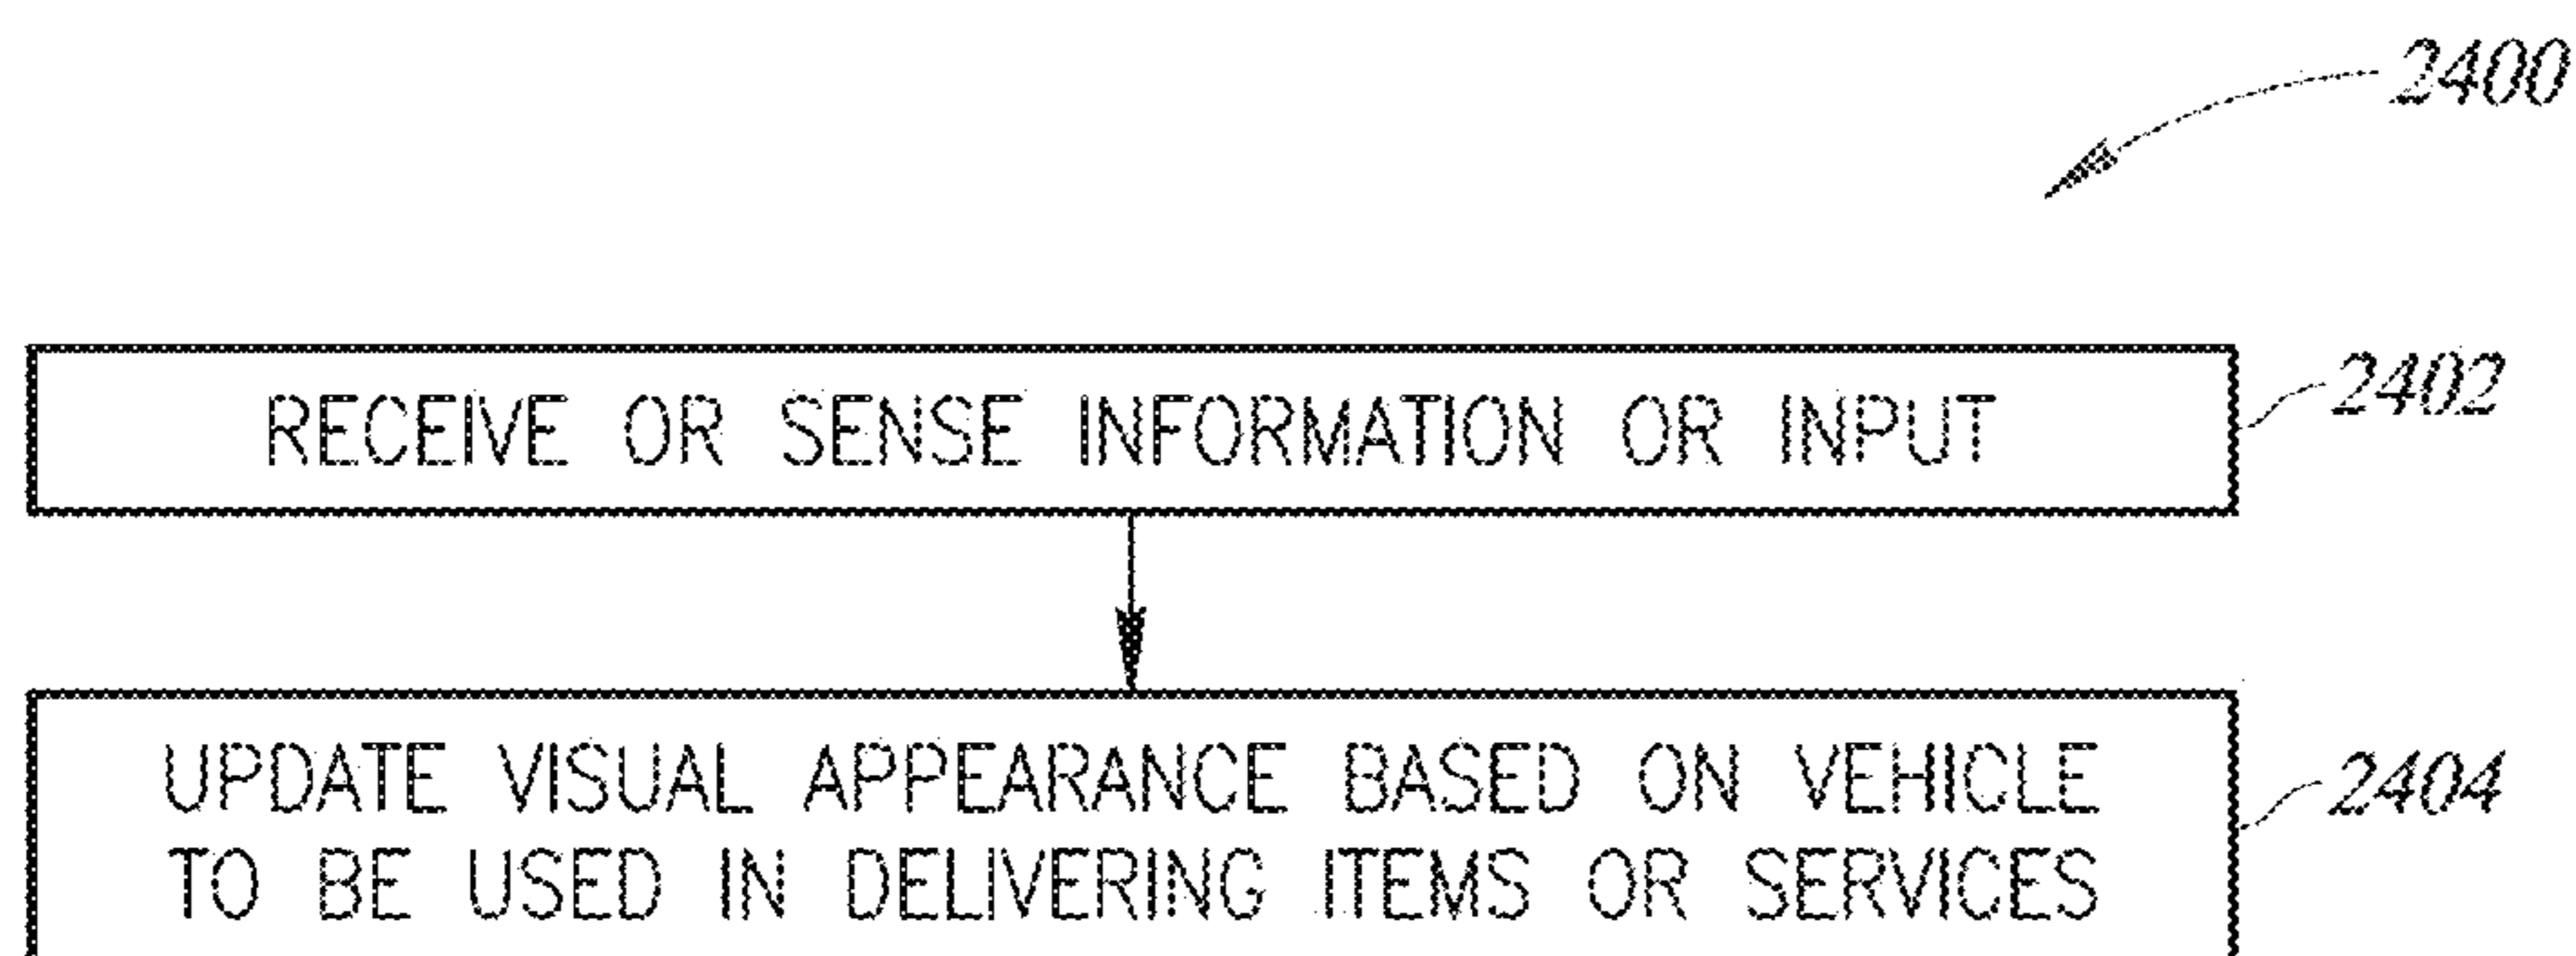 2400
RECEIVE OR SENSE INFORMATION OR INPUT
2402
UPDATE VISUAL APPEARANCE BASED ON VEHICLE
TO BE USED IN DELIVERING ITEMS OR SERVICES
2404